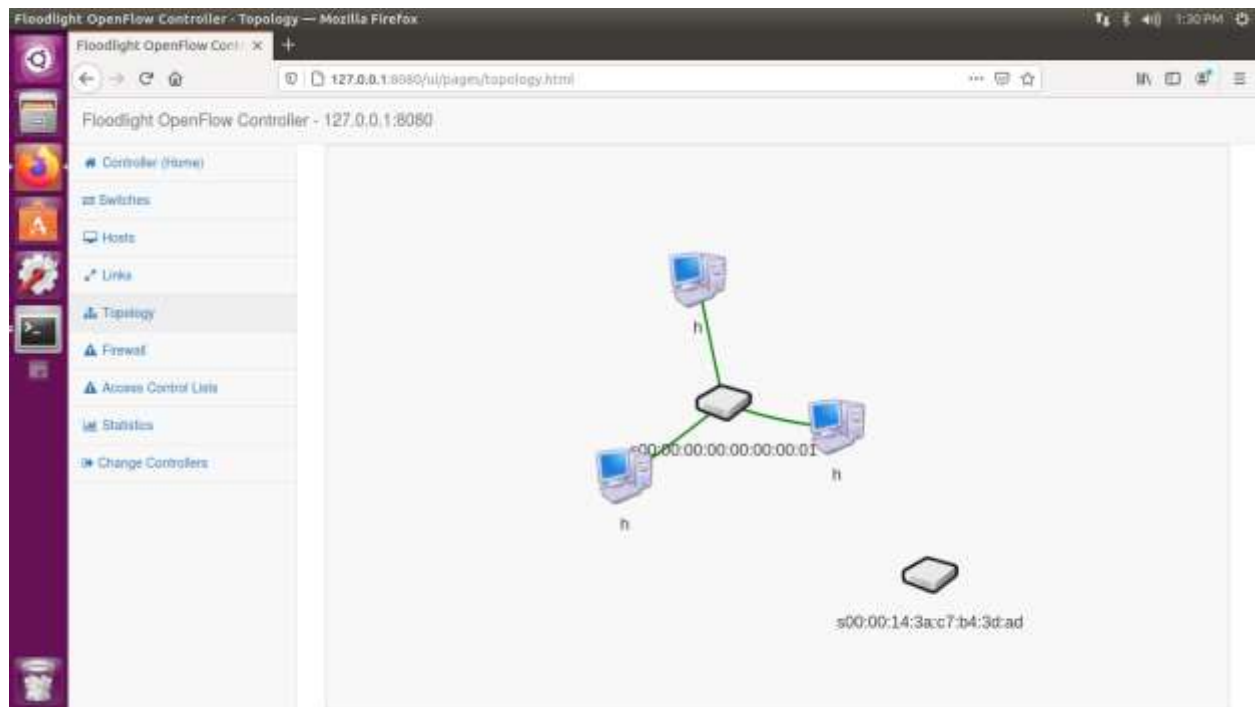 Floodlight OpenFlow Controller - Topology — Mozilla Firefox
1:30 PM
Floodlight OpenFlow Cont
127.0.0.1:8080/ui/pages/topology.html
Floodlight OpenFlow Controller - 127.0.0.1:8080
Controller (Home)
Switches
Hosts
Links
Topology
Firewall
Access Control Lists
Statistics
Change Controllers
h
s00:00:00:00:00:00:00:01
h
h
s00:00:14:3a:c7:b4:3d:ad